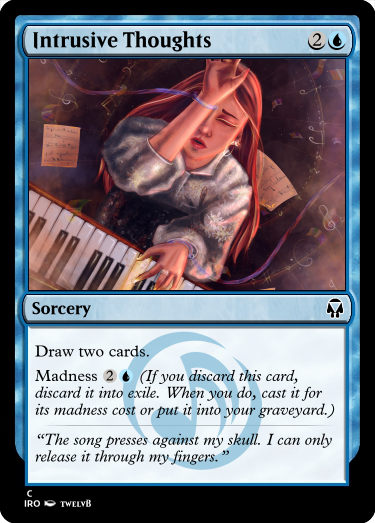 Intrusive Thoughts 2
Sorcery
Draw two cards.
Madness 2 (If you discard this card,
discard it into exile. When you do, cast it for
its madness cost or put it into your graveyard.)
“The song presses against my skull. I can only
release it through my fingers.”
C
IRO TWELVB